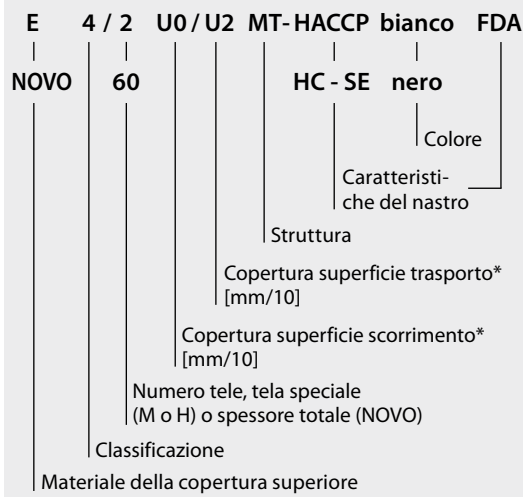 E 4 / 2 U0 / U2 MT- HACCP bianco FDA
NOVO 60 HC - SE nero
Colore
Caratteristi-
che del nastro
Struttura
Copertura superficie trasporto*
[mm/10]
Copertura superficie scorrimento*
[mm/10]
Numero tele, tela speciale
(M o H) o spessore totale (NOVO)
Classificazione
Materiale della copertura superiore